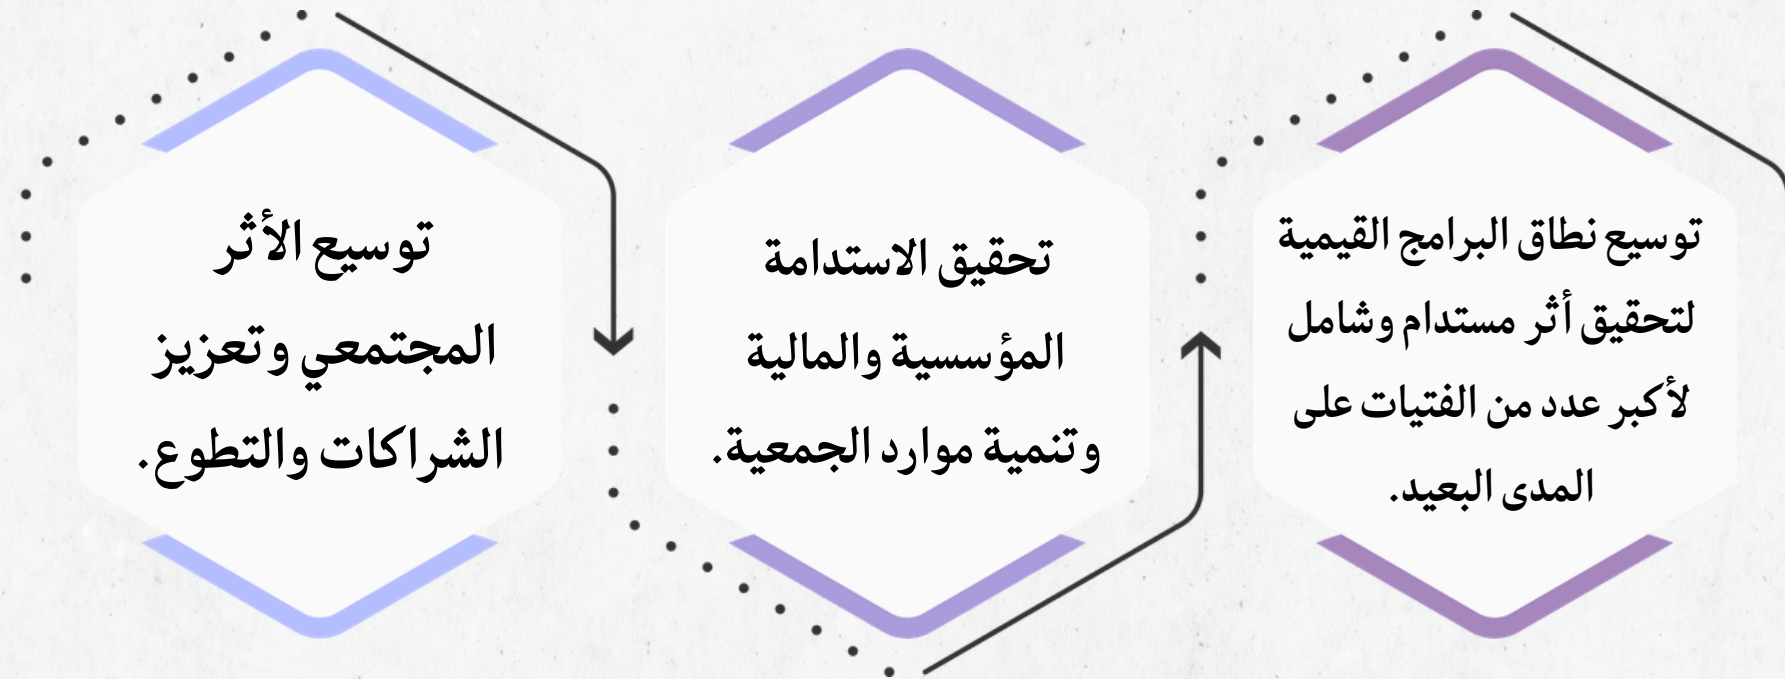 توسيع نطاق البرامج القيمية
لتحقيق أثر مستدام وشامل
لأكبر عدد من الفتيات على
المدى البعيد.
تحقيق الاستدامة
المؤسسية والمالية
وتنمية موارد الجمعية.
توسيع الأثر
المجتمعي وتعزيز
الشراكات والتطوع.